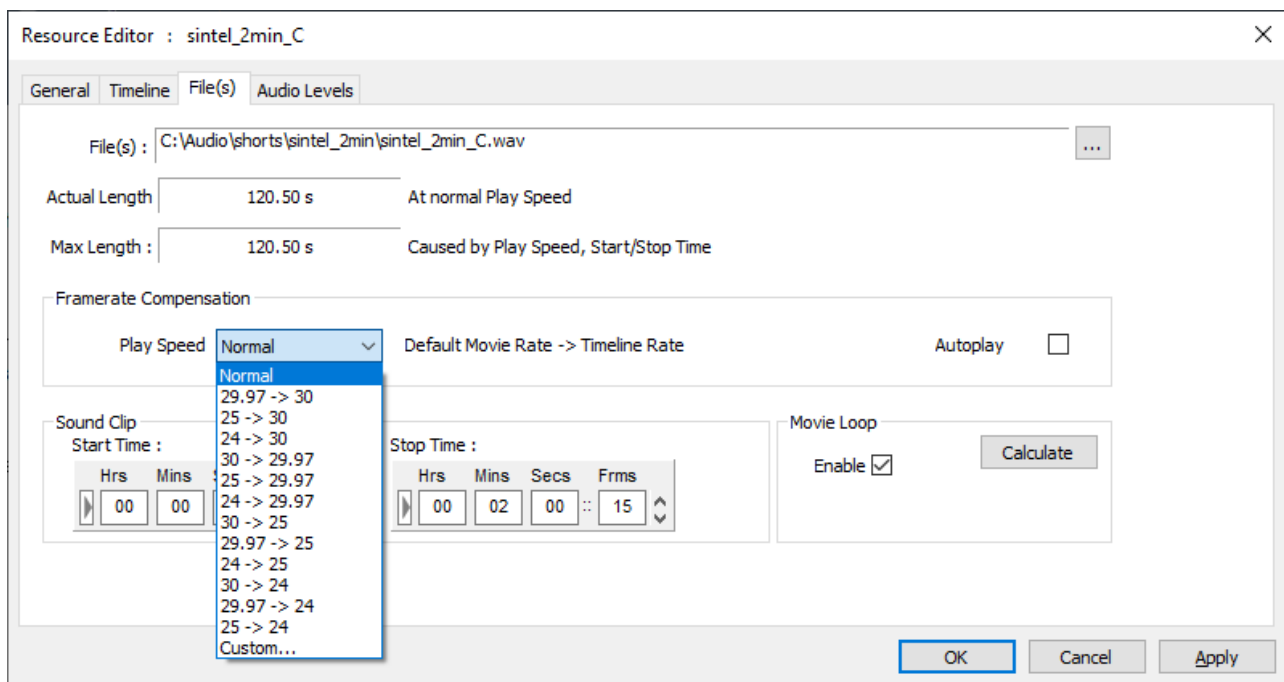 Resource Editor : sintel_2min_C
General Timeline File(s) Audio Levels
File(s) : C:\Audio\shorts\sintel_2min\sintel_2min_C.wav ...
Actual Length 120.50 s At normal Play Speed
Max Length : 120.50 s Caused by Play Speed, Start/Stop Time
Framerate Compensation
Play Speed Normal Default Movie Rate -> Timeline Rate Autoplay
Normal
29.97 -> 30
25 -> 30
24 -> 30
30 -> 29.97
25 -> 29.97
24 -> 29.97
30 -> 25
29.97 -> 25
24 -> 25
30 -> 24
29.97 -> 24
25 -> 24
Custom...
Sound Clip
Start Time :
Hrs Mins
00 00
Stop Time :
Hrs Mins Secs Frms
00 02 00 :: 15
Movie Loop
Enable
Calculate
OK Cancel Apply